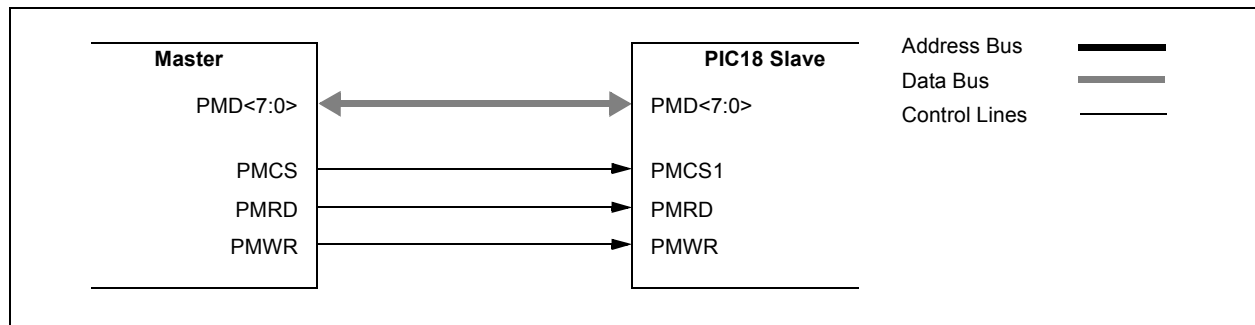 Master
PMD<7:0>
PMCS
PMRD
PMWR
PIC18 Slave
PMD<7:0>
PMCS1
PMRD
PMWR
Address Bus
Data Bus
Control Lines